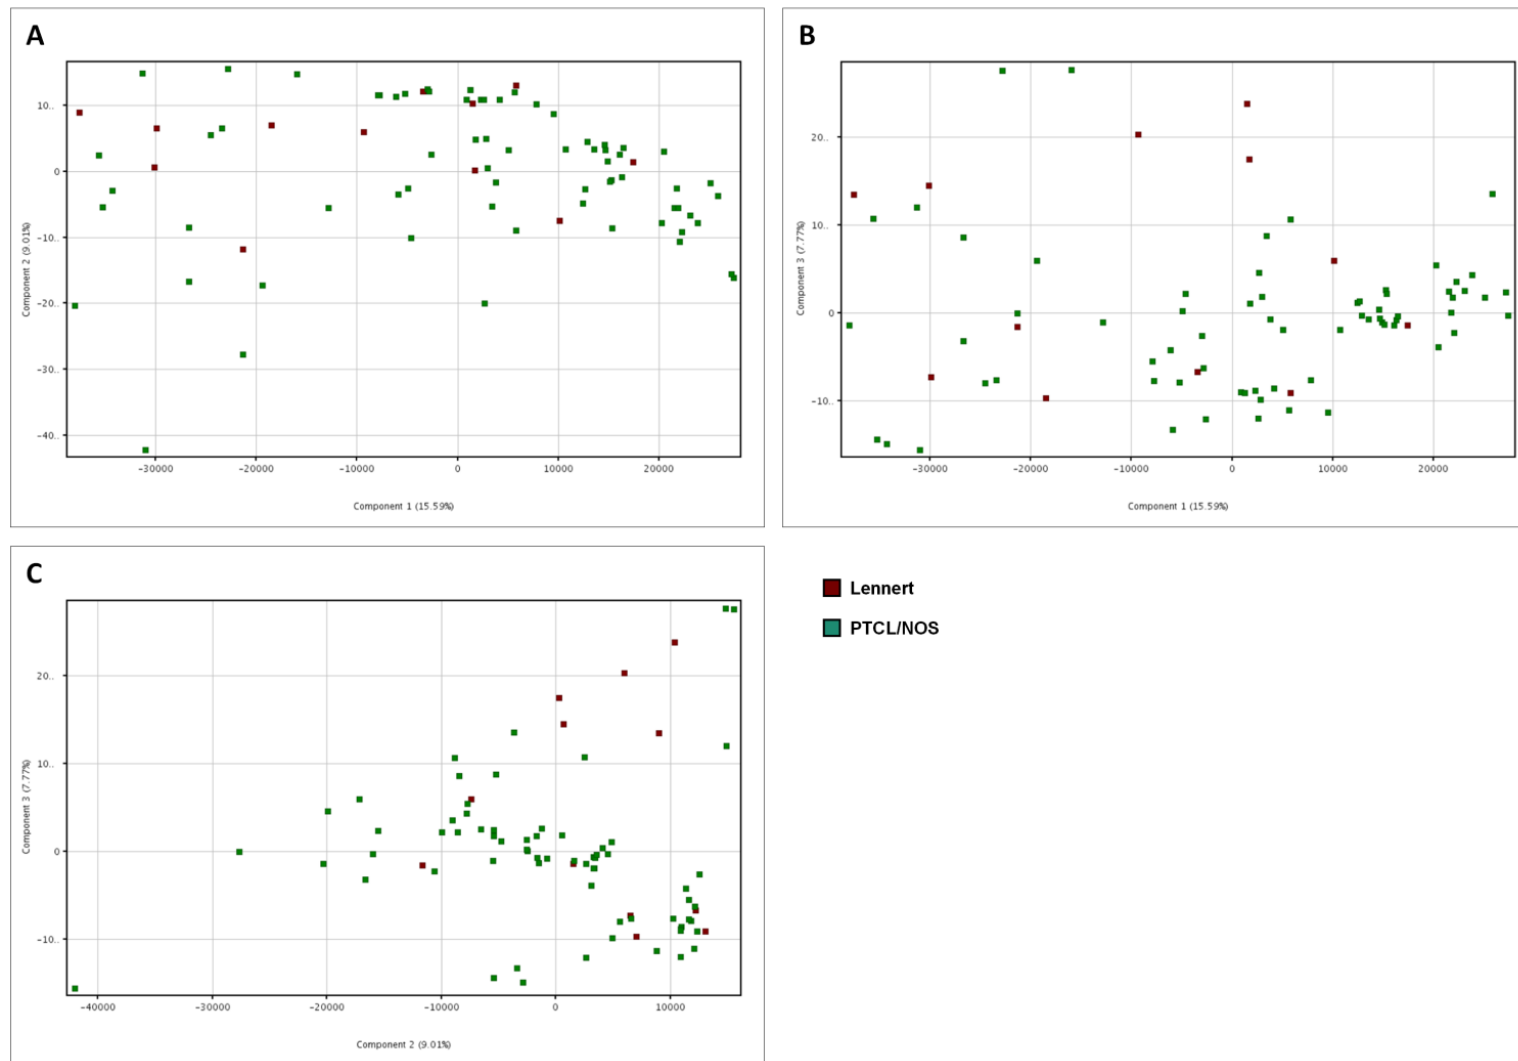 A
10..
0
−10..
−20..
−30..
−40..
Component 2 (9.01%)
−30000 −20000 −10000 0 10000 20000
Component 1 (15.59%)
B
20..
10..
0
−10..
Component 3 (7.77%)
−30000 −20000 −10000 0 10000 20000
Component 1 (15.59%)
C
20..
10..
0
−10..
Component 3 (7.77%)
−40000 −30000 −20000 −10000 0 10000
Component 2 (9.01%)
Lennert
PTCL/NOS